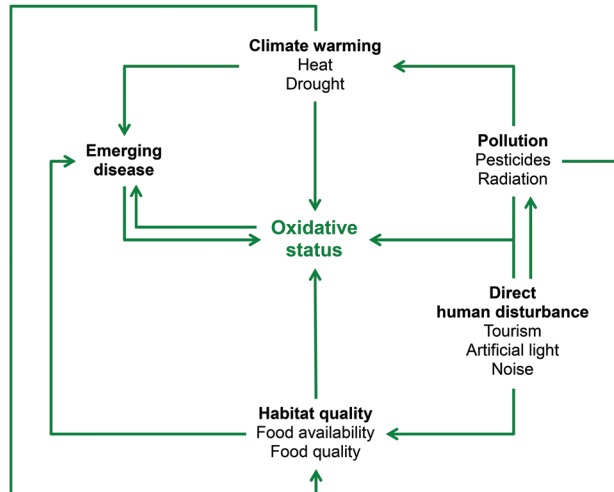 Climate warming
Heat
Drought
Pollution
Pesticides
Radiation
Emerging
disease
Oxidative
status
Direct
human disturbance
Tourism
Artificial light
Noise
Habitat quality
Food availability
Food quality